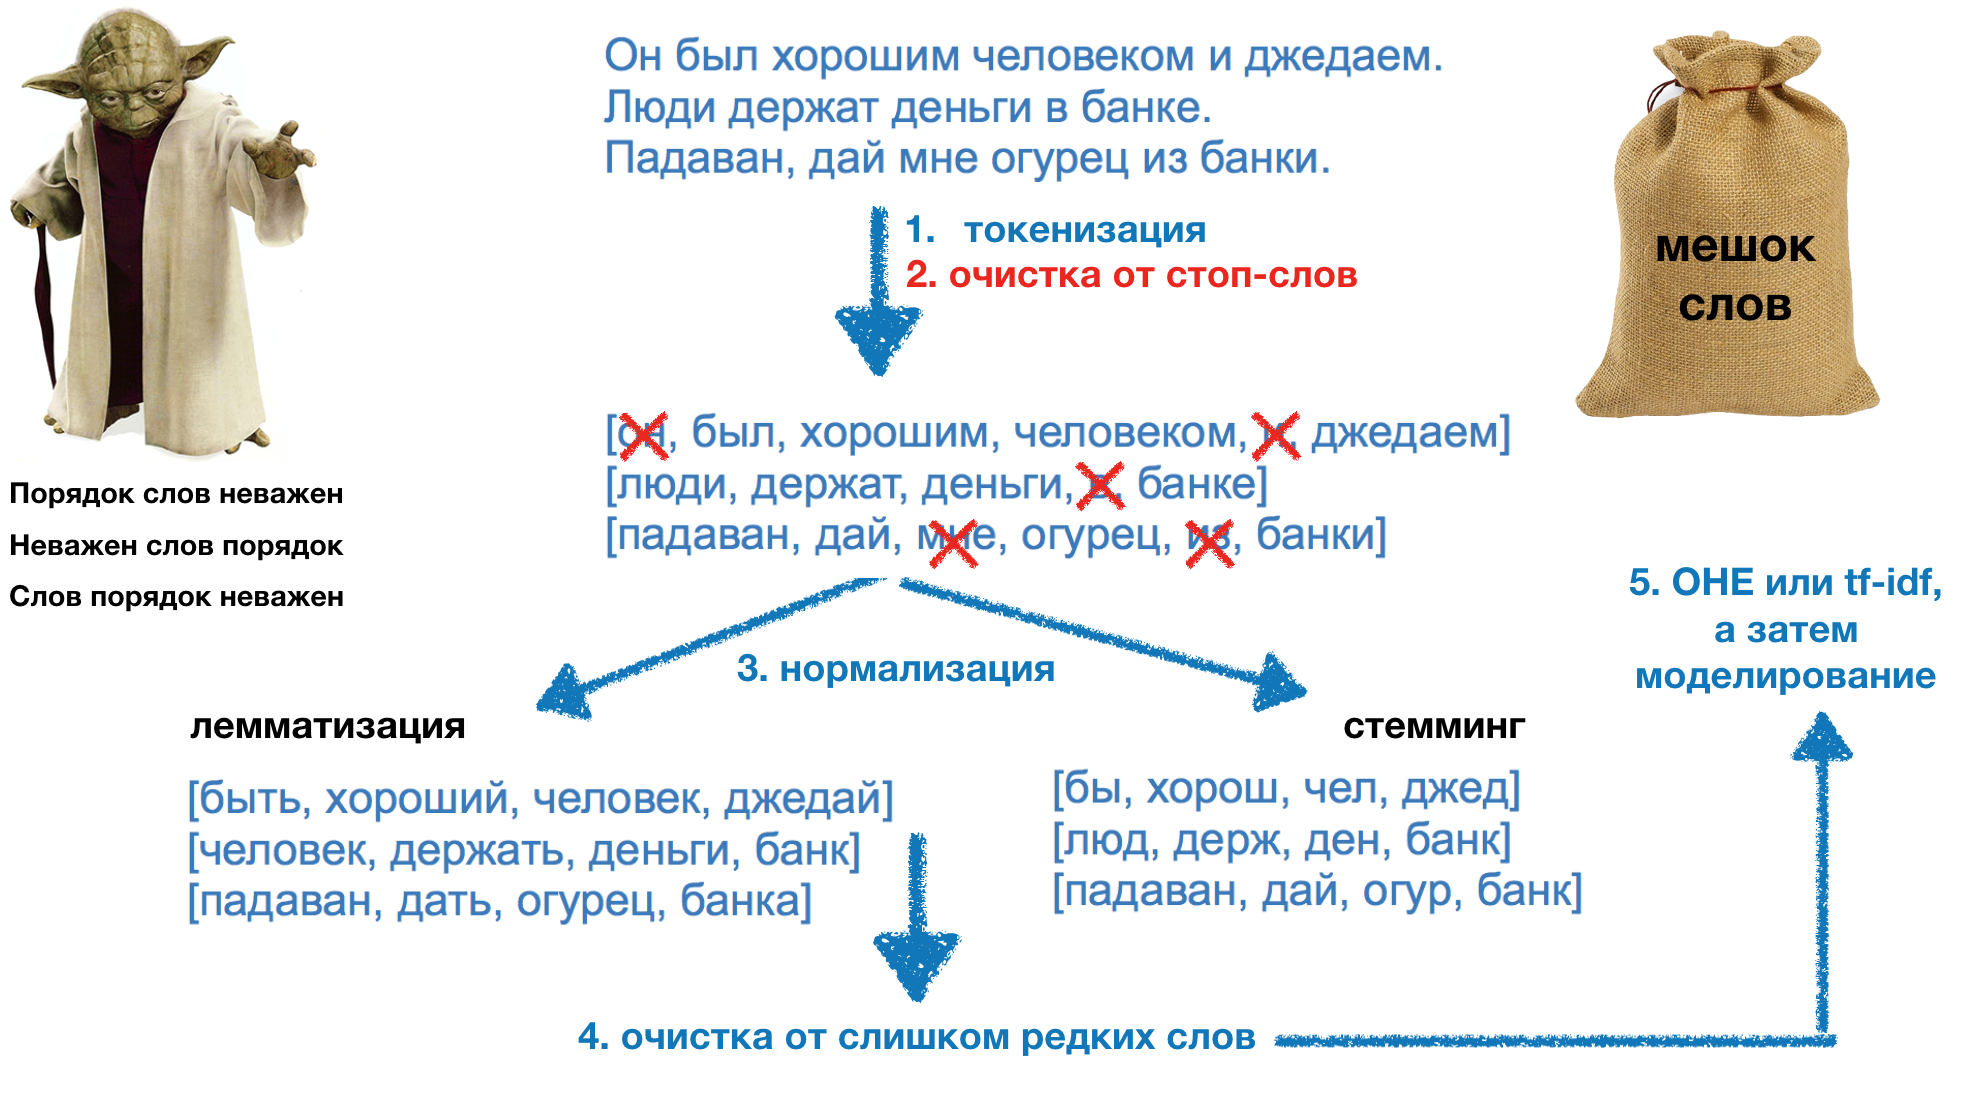 Он был хорошим человеком и джедаем.
Люди держат деньги в банке.
Падаван, дай мне огурец из банки.
1. токенизация
2. очистка от стоп-слов
мешок
слов
[он, был, хорошим, человеком, и, джедаем]
[люди, держат, деньги, в, банке]
[падаван, дай, мне, огурец, из, банки]
Порядок слов неважен
Неважен слов порядок
Слов порядок неважен
3. нормализация
лемматизация
[быть, хороший, человек, джедай]
[человек, держать, деньги, банк]
[падаван, дать, огурец, банка]
стемминг
[бы, хорош, чел, джед]
[люд, держ, ден, банк]
[падаван, дай, огур, банк]
4. очистка от слишком редких слов
5. OHE или tf-idf,
а затем
моделирование